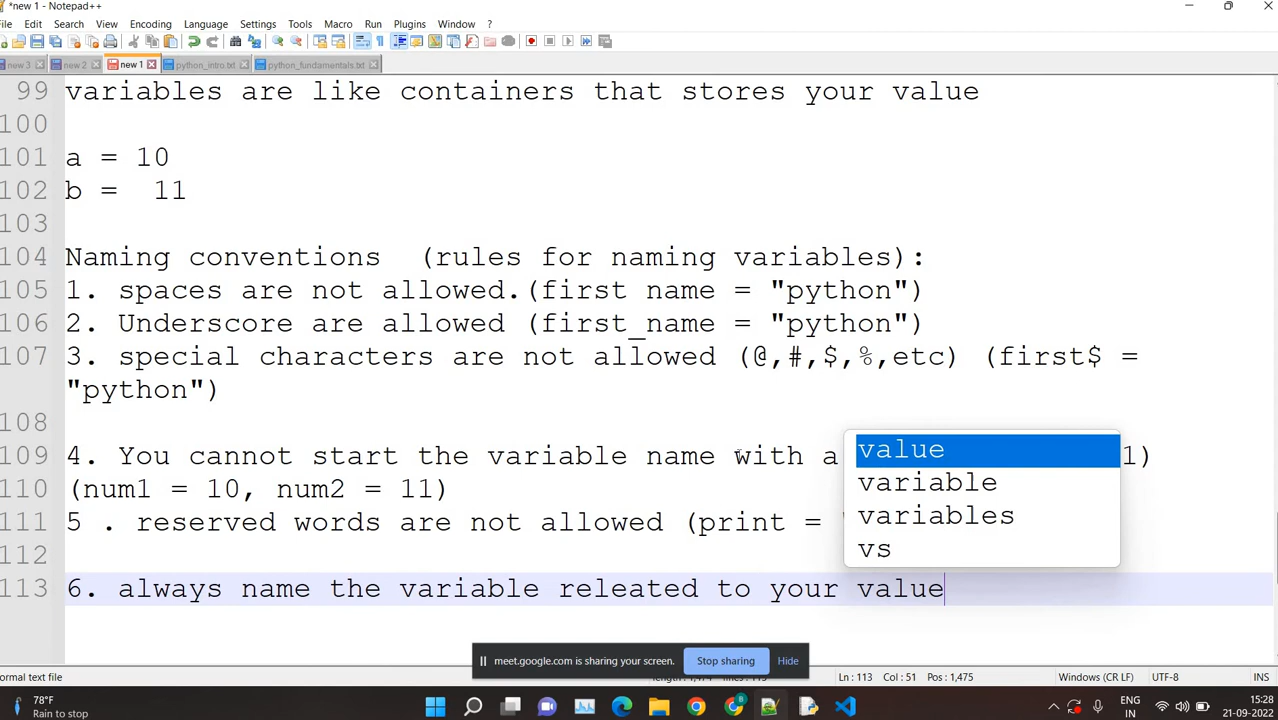 *new 1 - Notepad++
File Edit Search View Encoding Language Settings Tools Macro Run Plugins Window ?
new 3 new 2 new 1 python_intro.txt python_fundamentals.txt
99 variables are like containers that stores your value
100
101 a = 10
102 b =  11
103
104 Naming conventions  (rules for naming variables):
105 1. spaces are not allowed.(first name = "python")
106 2. Underscore are allowed (first_name = "python")
107 3. special characters are not allowed (@,#,$,%,etc) (first$ =
"python")
108
109 4. You cannot start the variable name with a 1)
110 (num1 = 10, num2 = 11)
111 5 . reserved words are not allowed (print =
112
113 6. always name the variable releated to your value
value
variable
variables
vs
meet.google.com is sharing your screen. Stop sharing Hide
ormal text file lines: 113 Ln : 113 Col : 51 Pos : 1,475 Windows (CR LF) UTF-8 INS
78°F
Rain to stop
ENG
IN
15:28
21-09-2022